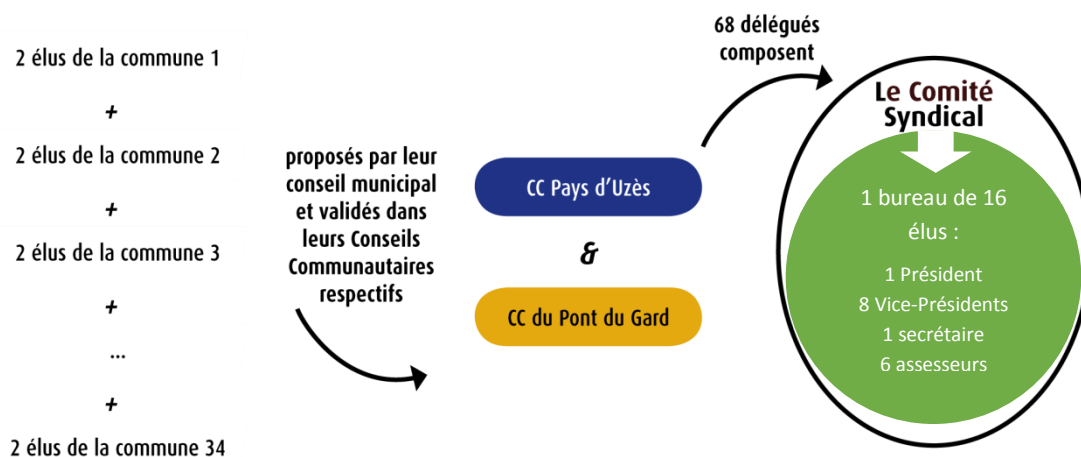 2 élus de la commune 1
+
2 élus de la commune 2
+
2 élus de la commune 3
+
...
+
2 élus de la commune 34
proposés par leur
conseil municipal
et validés dans
leurs Conseils
Communautaires
respectifs
CC Pays d'Uzès
&
CC du Pont du Gard
68 délégués
composent
Le Comité
Syndical
1 bureau de 16
élus :
1 Président
8 Vice-Présidents
1 secrétaire
6 assesseurs